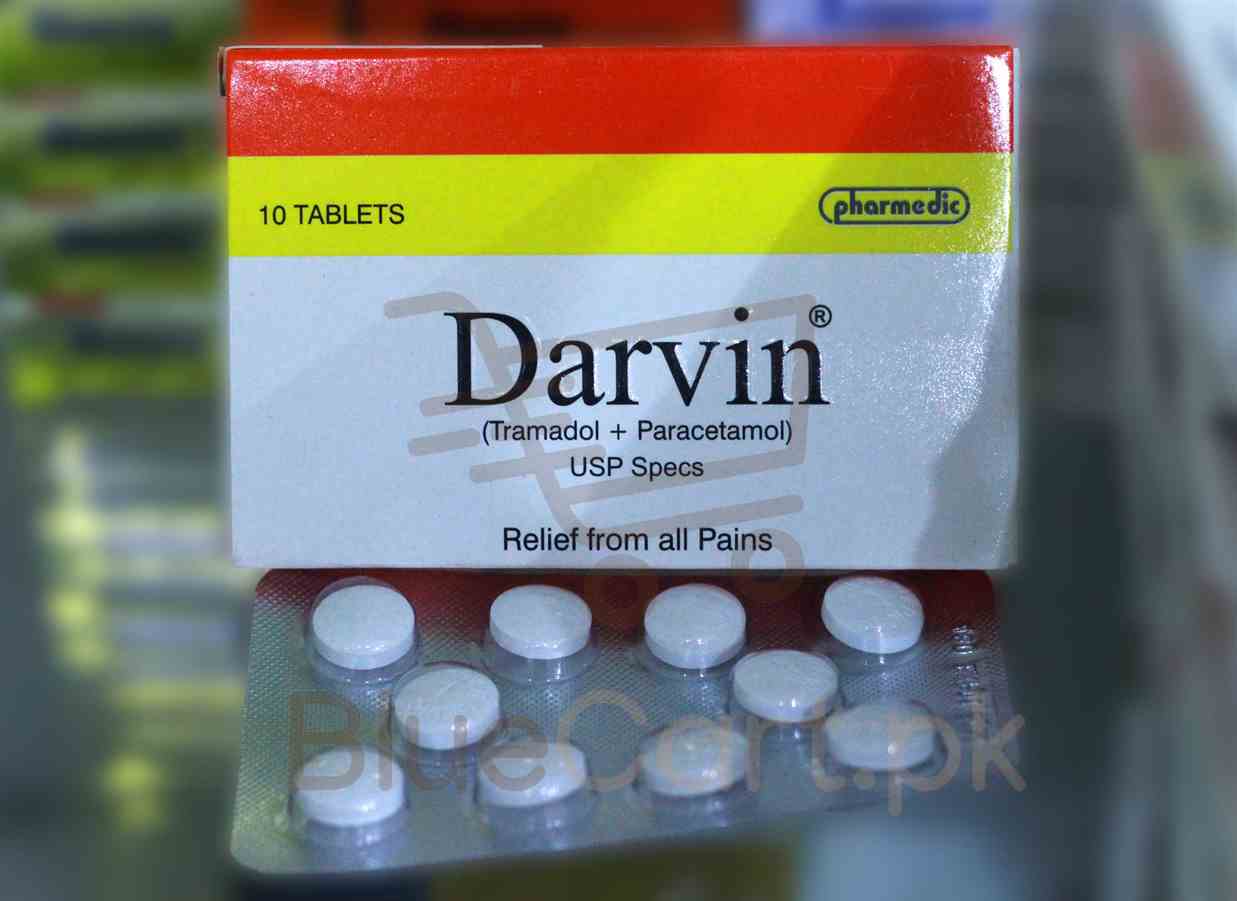 10 TABLETS
pharmedic
Darvin®
(Tramadol + Paracetamol)
USP Specs
Relief from all Pains
BlueCart.pk